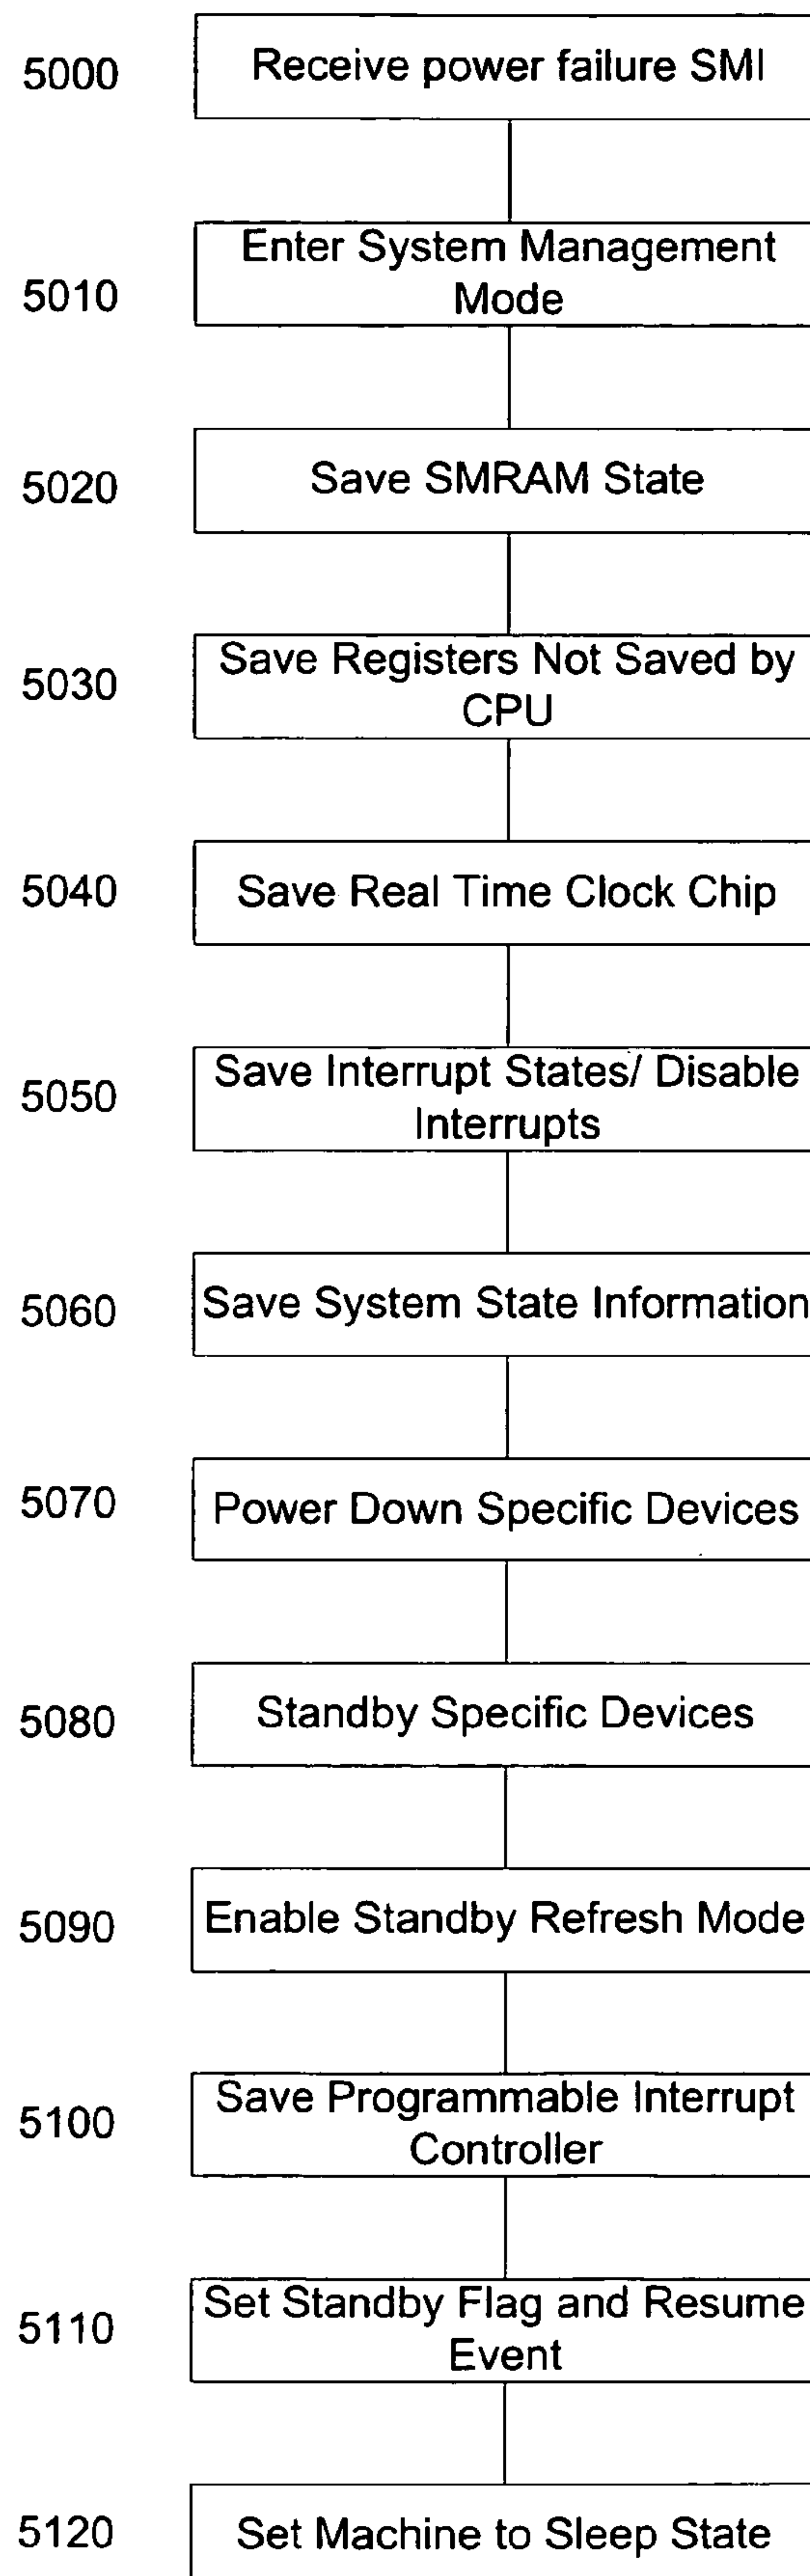 5000 Receive power failure SMI
5010 Enter System Management
Mode
5020 Save SMRAM State
5030 Save Registers Not Saved by
CPU
5040 Save Real Time Clock Chip
5050 Save Interrupt States/ Disable
Interrupts
5060 Save System State Information
5070 Power Down Specific Devices
5080 Standby Specific Devices
5090 Enable Standby Refresh Mode
5100 Save Programmable Interrupt
Controller
5110 Set Standby Flag and Resume
Event
5120 Set Machine to Sleep State